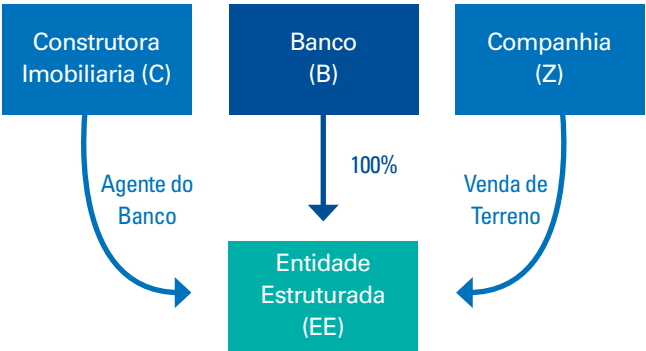 Construtora
Imobiliaria (C)
Banco
(B)
Companhia
(Z)
Agente do
Banco
100%
Venda de
Terreno
Entidade
Estruturada
(EE)